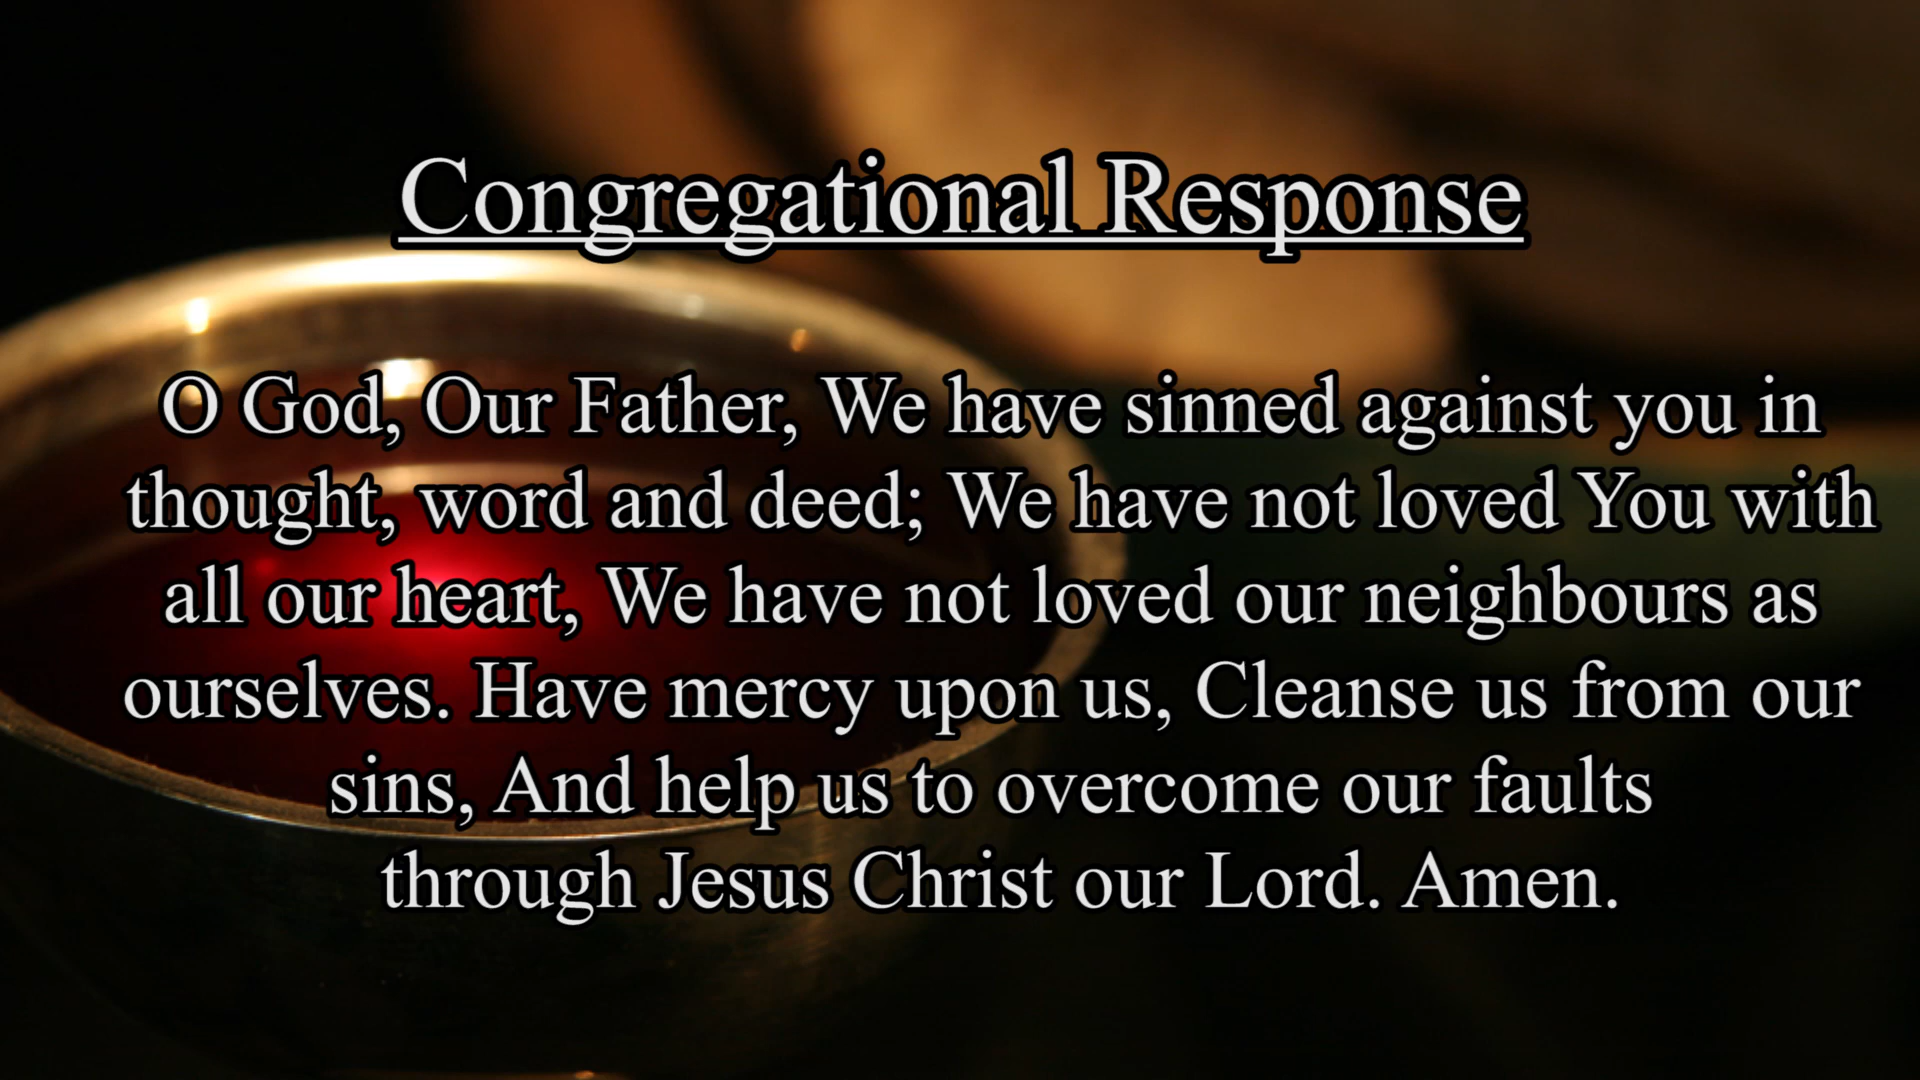 Congregational Response
O God, Our Father, We have sinned against you in
thought, word and deed; We have not loved You with
all our heart, We have not loved our neighbours as
ourselves. Have mercy upon us, Cleanse us from our
sins, And help us to overcome our faults
through Jesus Christ our Lord. Amen.